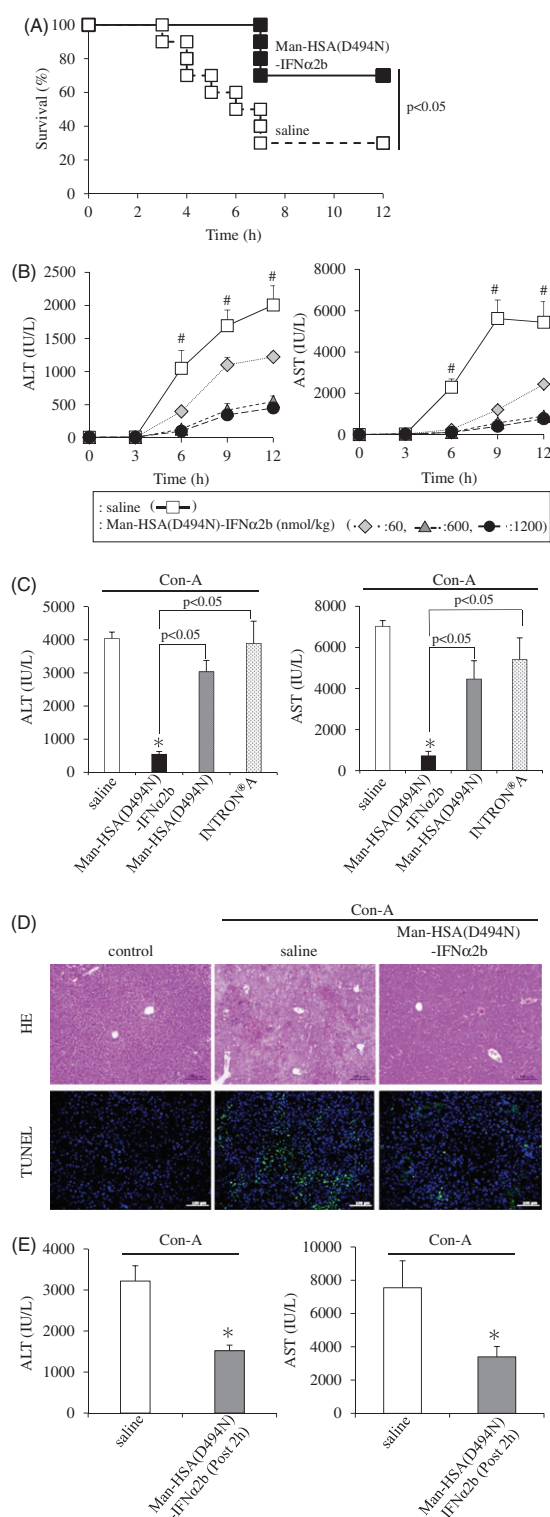 (A)
Survival (%)
100
80
60
40
20
0
Man-HSA(D494N)
-IFNα2b
saline
p<0.05
0 2 4 6 8 10 12
Time (h)
(B)
ALT (IU/L)
2500
2000
1500
1000
500
0
# # #
0 3 6 9 12
Time (h)
AST (IU/L)
8000
6000
4000
2000
0
# # #
0 3 6 9 12
Time (h)
: saline ( )
: Man-HSA(D494N)-IFNα2b (nmol/kg) ( :60, :600, :1200)
(C)
Con-A
ALT (IU/L)
5000
4000
3000
2000
1000
0
p<0.05
p<0.05
*
saline
Man-HSA(D494N)
-IFNα2b
Man-HSA(D494N)
INTRON®A
Con-A
AST (IU/L)
8000
6000
4000
2000
0
p<0.05
p<0.05
*
saline
Man-HSA(D494N)
-IFNα2b
Man-HSA(D494N)
INTRON®A
(D)
Con-A
control
saline
Man-HSA(D494N)
-IFNα2b
HE
TUNEL
(E)
Con-A
ALT (IU/L)
4000
3000
2000
1000
0
*
saline
Man-HSA(D494N)
-IFNα2b (Post 2h)
Con-A
AST (IU/L)
10000
8000
6000
4000
2000
0
*
saline
Man-HSA(D494N)
IFNα2b (Post 2h)